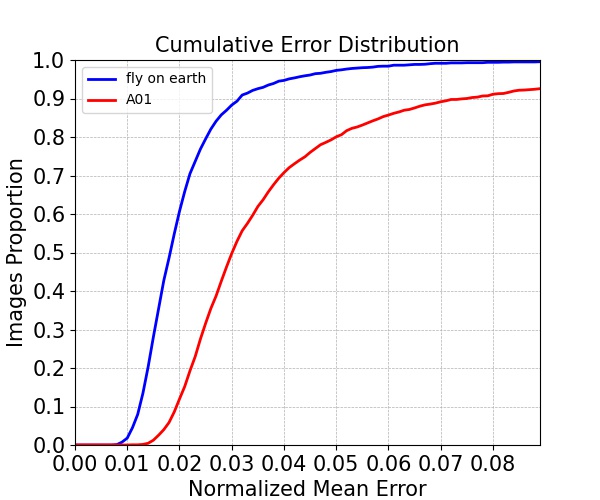 Cumulative Error Distribution
fly on earth
A01
Images Proportion
1.0
0.9
0.8
0.7
0.6
0.5
0.4
0.3
0.2
0.1
0.0
0.00 0.01 0.02 0.03 0.04 0.05 0.06 0.07 0.08
Normalized Mean Error